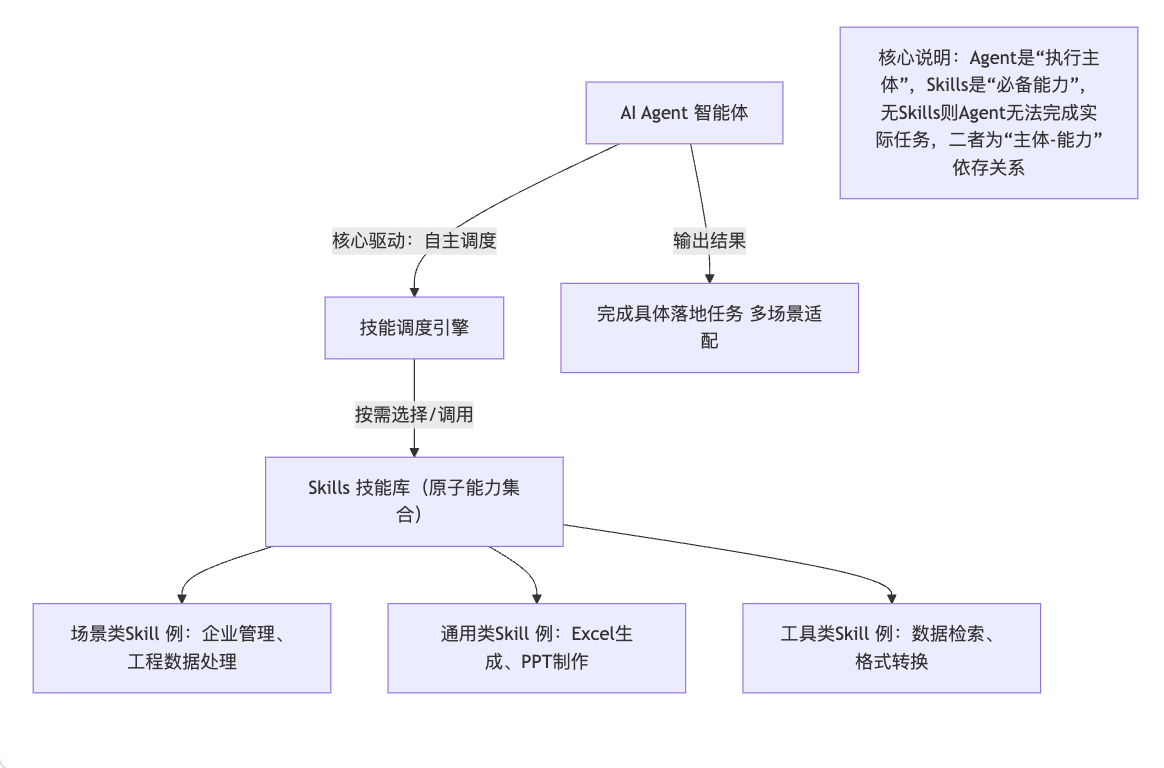 核心说明：Agent是“执行主
体”，Skills是“必备能力”，
无Skills则Agent无法完成实
际任务，二者为“主体-能力”
依存关系
AI Agent 智能体
核心驱动：自主调度
输出结果
技能调度引擎
完成具体落地任务 多场景适
配
按需选择/调用
Skills 技能库（原子能力集
合）
场景类Skill 例：企业管理、
工程数据处理
通用类Skill 例：Excel生
成、PPT制作
工具类Skill 例：数据检索、
格式转换